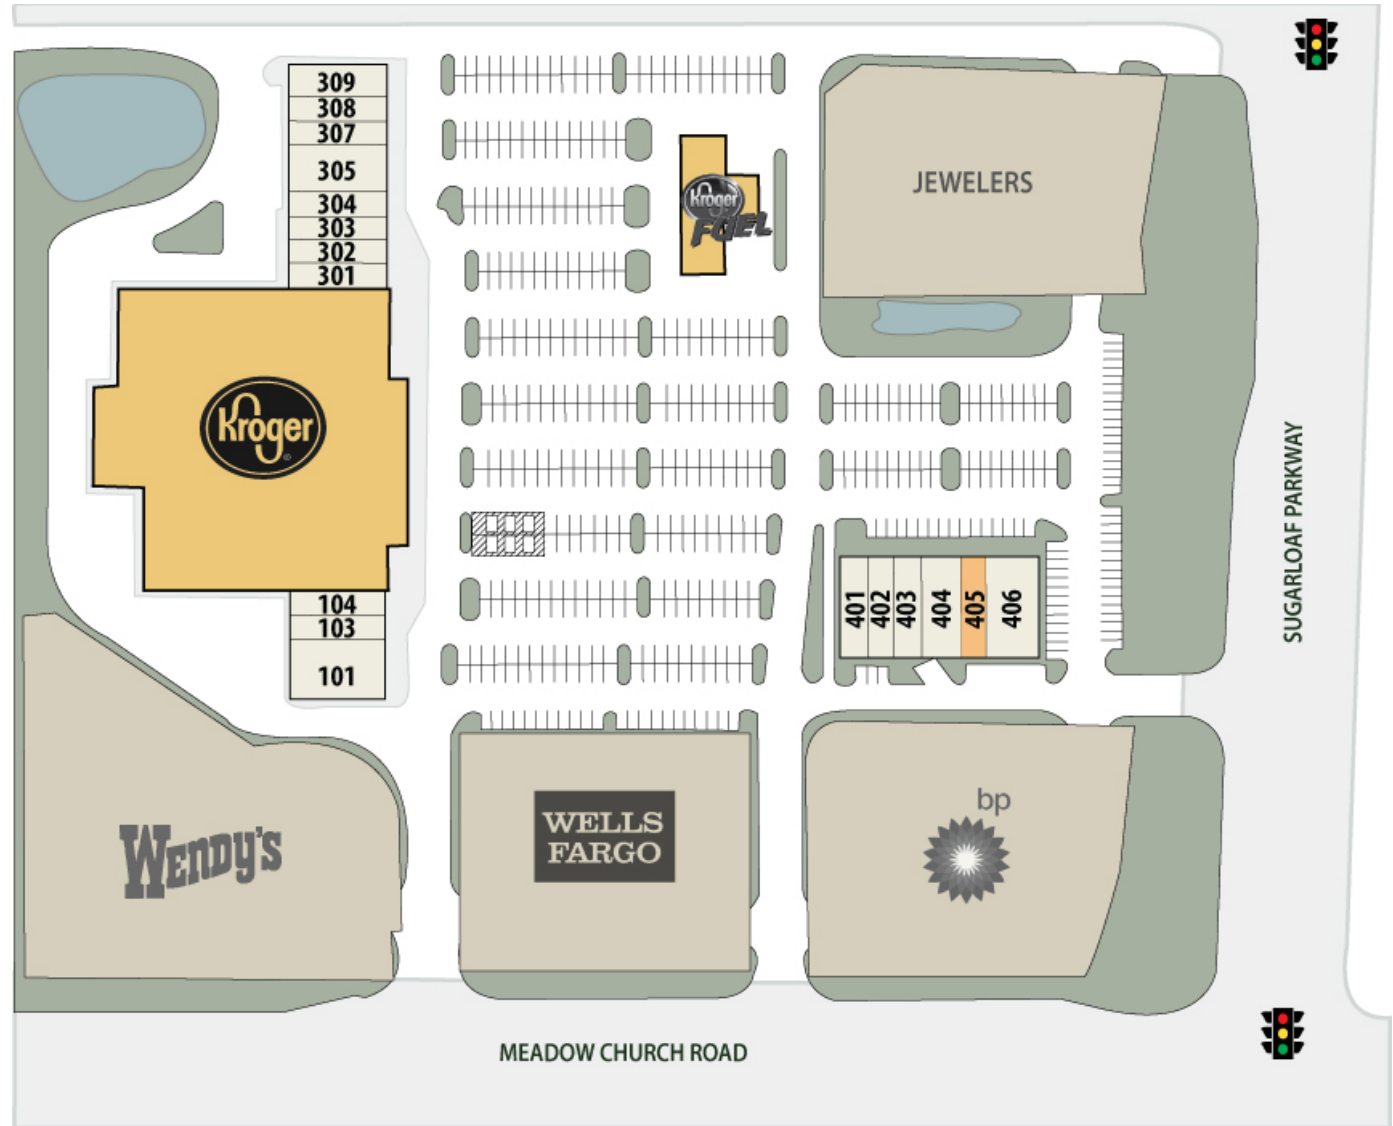 309
308
307
305
304
303
302
301
Kroger
104
103
101
Kroger
FUEL
JEWELERS
401
402
403
404
405
406
SUGARLOAF PARKWAY
WENDY'S
WELLS
FARGO
bp
MEADOW CHURCH ROAD